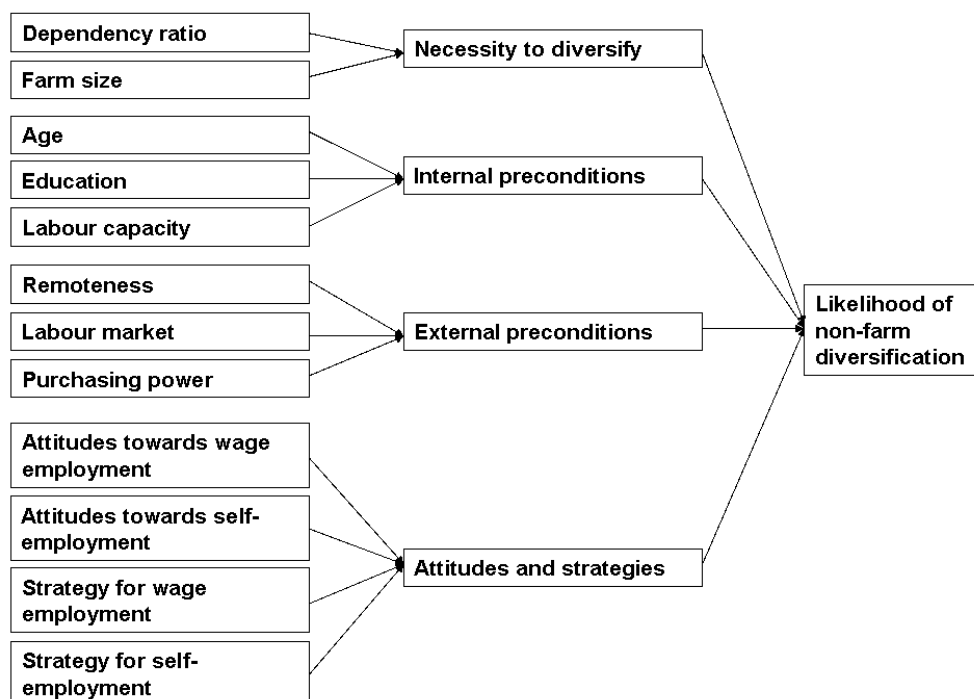 Dependency ratio
Farm size
Necessity to diversify
Age
Education
Labour capacity
Internal preconditions
Remoteness
Labour market
Purchasing power
External preconditions
Attitudes towards wage
employment
Attitudes towards self-
employment
Strategy for wage
employment
Strategy for self-
employment
Attitudes and strategies
Likelihood of
non-farm
diversification